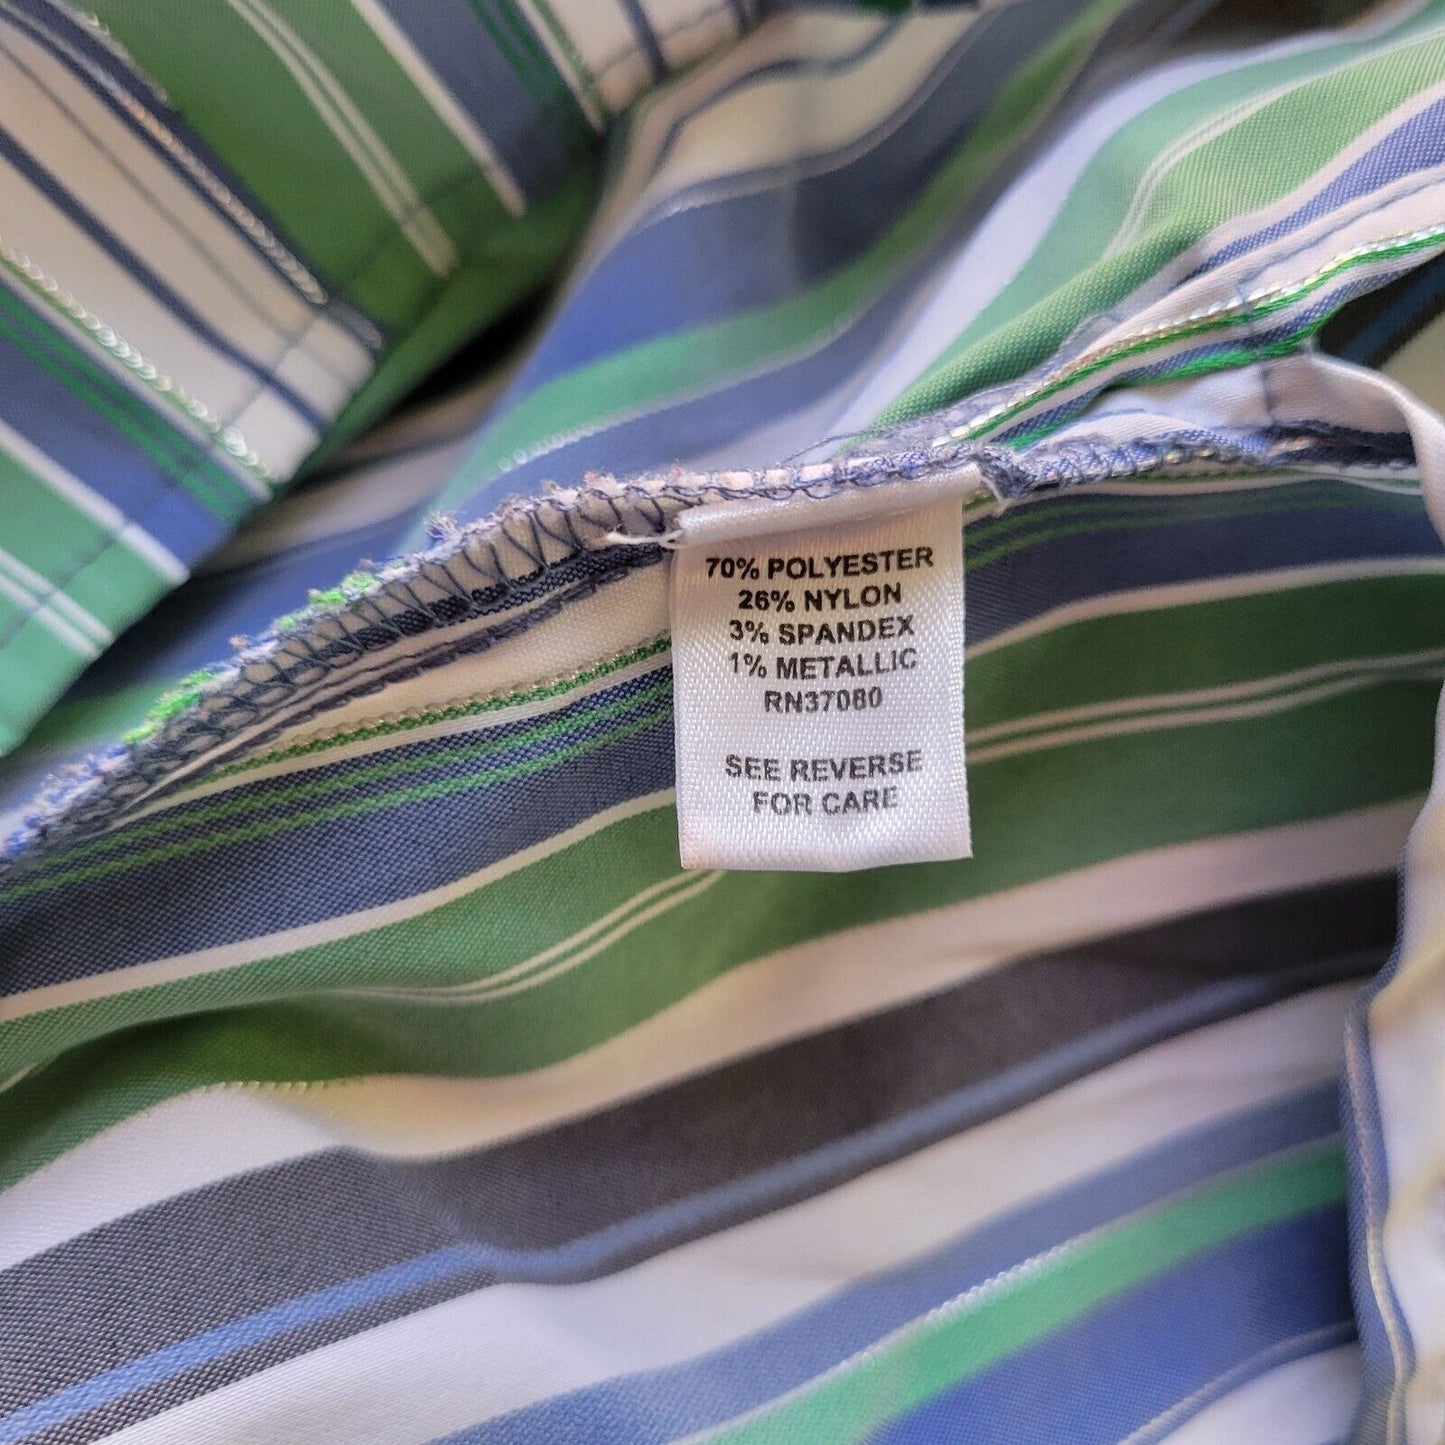 70% POLYESTER
26% NYLON
3% SPANDEX
1% METALLIC
RN37080
SEE REVERSE
FOR CARE